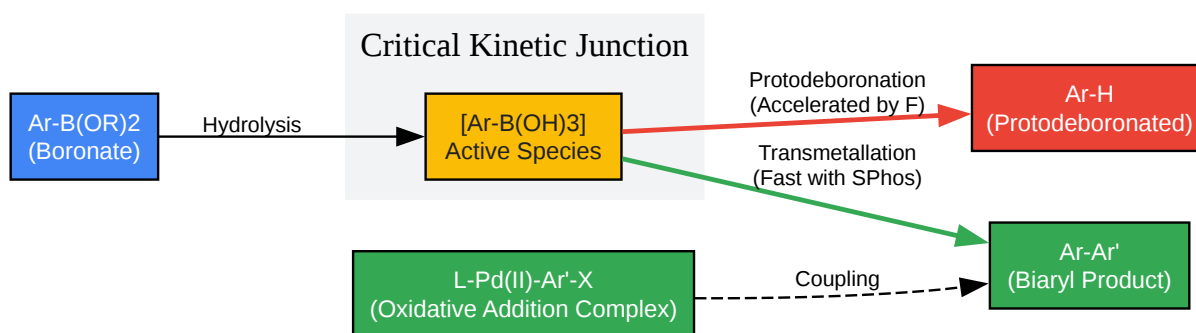 Critical Kinetic Junction
Ar-B(OR)2
(Boronate)
Hydrolysis
[Ar-B(OH)3]
Active Species
Protodeboronation
(Accelerated by F)
Ar-H
(Protodeboronated)
Transmetallation
(Fast with SPhos)
Ar-Ar'
(Biaryl Product)
L-Pd(II)-Ar'-X
(Oxidative Addition Complex)
Coupling